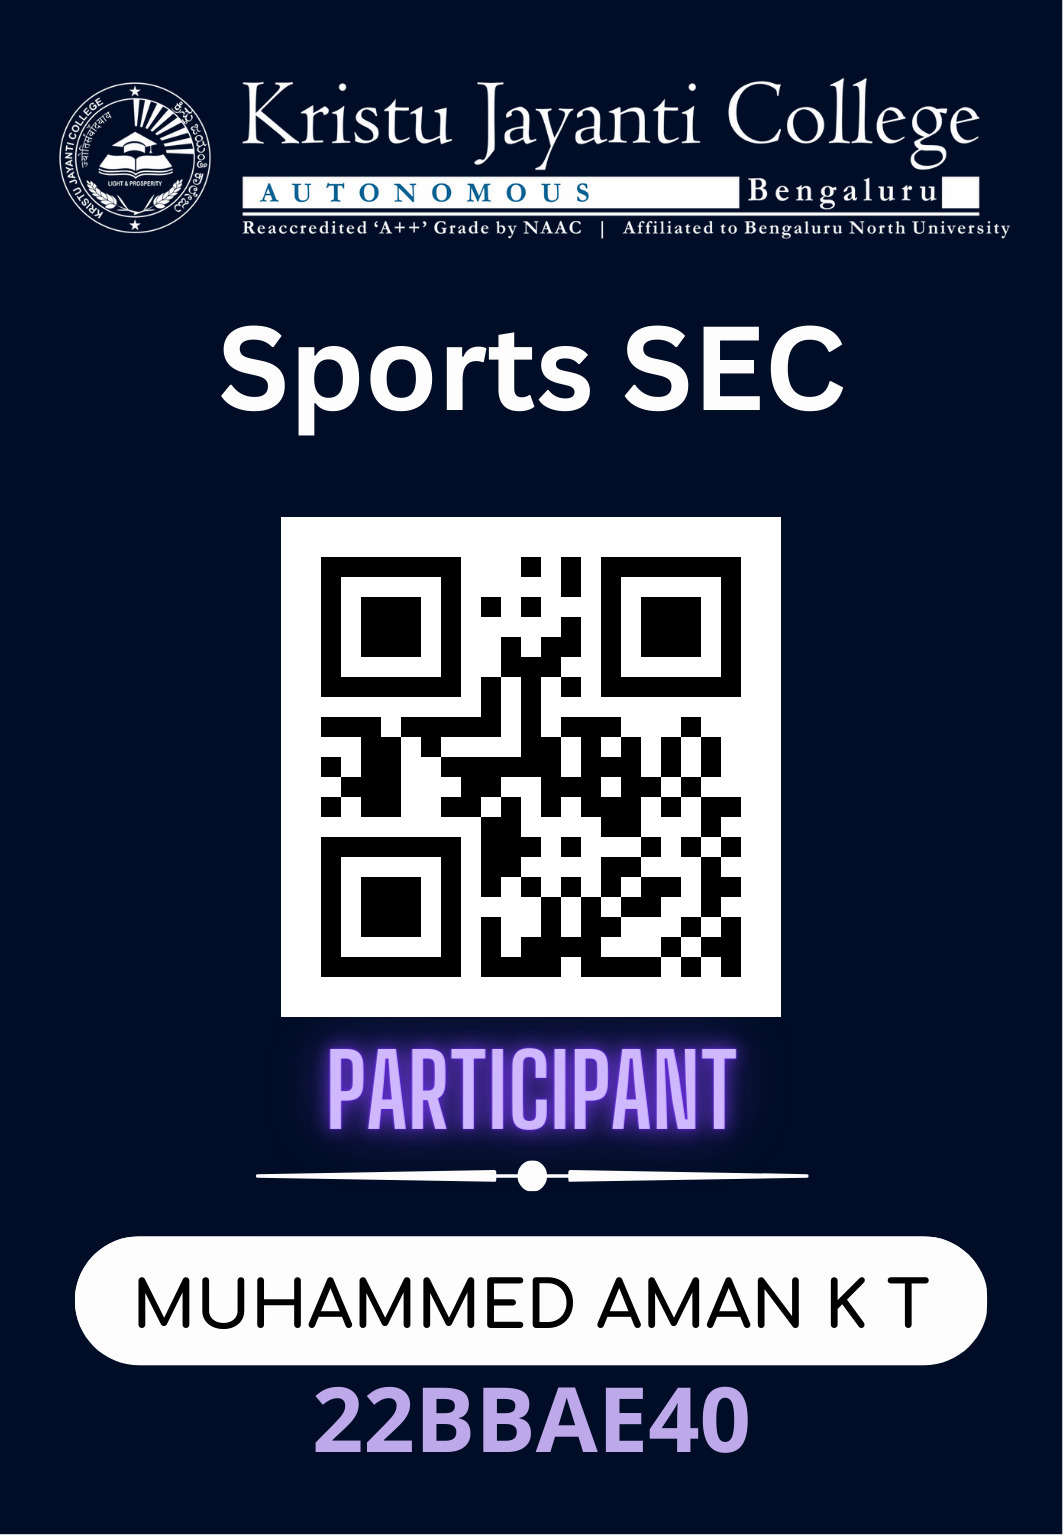 KRISTU JAYANTI COLLEGE
ಕ್ರಿಸ್ತು ಜಯಂತಿ ಕಾಲೇಜು
LIGHT & PROSPERITY
Kristu Jayanti College
AUTONOMOUS Bengaluru
Reaccredited ‘A++’ Grade by NAAC | Affiliated to Bengaluru North University
Sports SEC
PARTICIPANT
MUHAMMED AMAN K T
22BBAE40